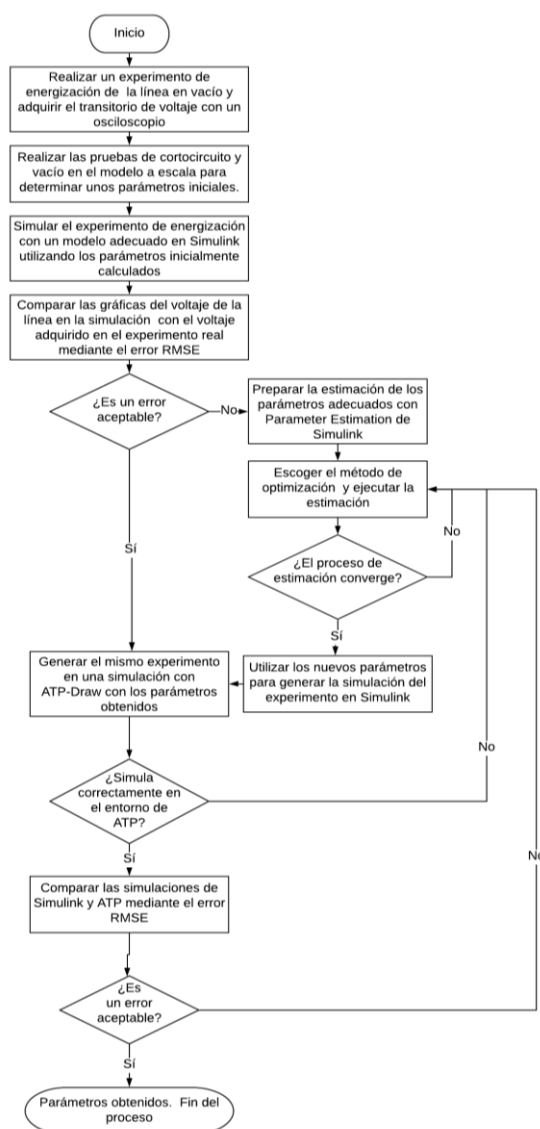 Inicio
Realizar un experimento de
energización de la línea en vacío y
adquirir el transitorio de voltaje con un
osciloscopio
Realizar las pruebas de cortocircuito y
vacío en el modelo a escala para
determinar unos parámetros iniciales.
Simular el experimento de energización
con un modelo adecuado en Simulink
utilizando los parámetros inicialmente
calculados
Comparar las gráficas del voltaje de la
línea en la simulación con el voltaje
adquirido en el experimento real
mediante el error RMSE
¿Es un error
aceptable?
No
Preparar la estimación de los
parámetros adecuados con
Parameter Estimation de
Simulink
Escoger el método de
optimización y ejecutar la
estimación
No
¿El proceso de
estimación converge?
Sí
Sí
Utilizar los nuevos parámetros
para generar la simulación del
experimento en Simulink
Generar el mismo experimento
en una simulación con
ATP-Draw con los parámetros
obtenidos
No
¿Simula
correctamente en
el entorno de
ATP?
Sí
No
Comparar las simulaciones de
Simulink y ATP mediante el error
RMSE
¿Es
un error
aceptable?
Sí
Parámetros obtenidos. Fin del
proceso